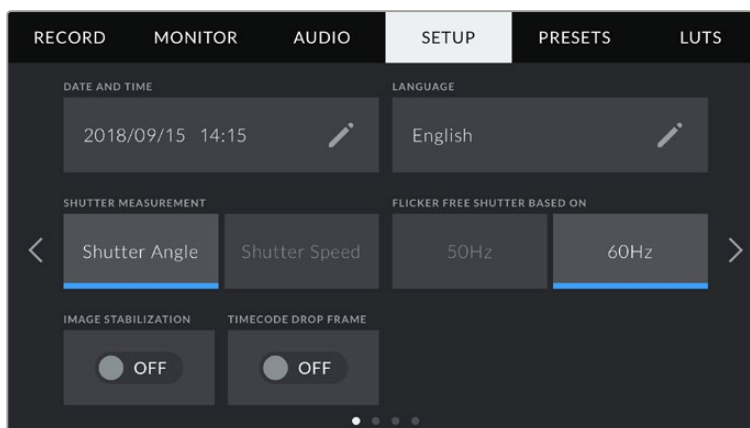 RECORD MONITOR AUDIO SETUP PRESETS LUTS
DATE AND TIME LANGUAGE
2018/09/15 14:15 English
SHUTTER MEASUREMENT FLICKER FREE SHUTTER BASED ON
Shutter Angle Shutter Speed 50Hz 60Hz
IMAGE STABILIZATION TIMECODE DROP FRAME
OFF OFF